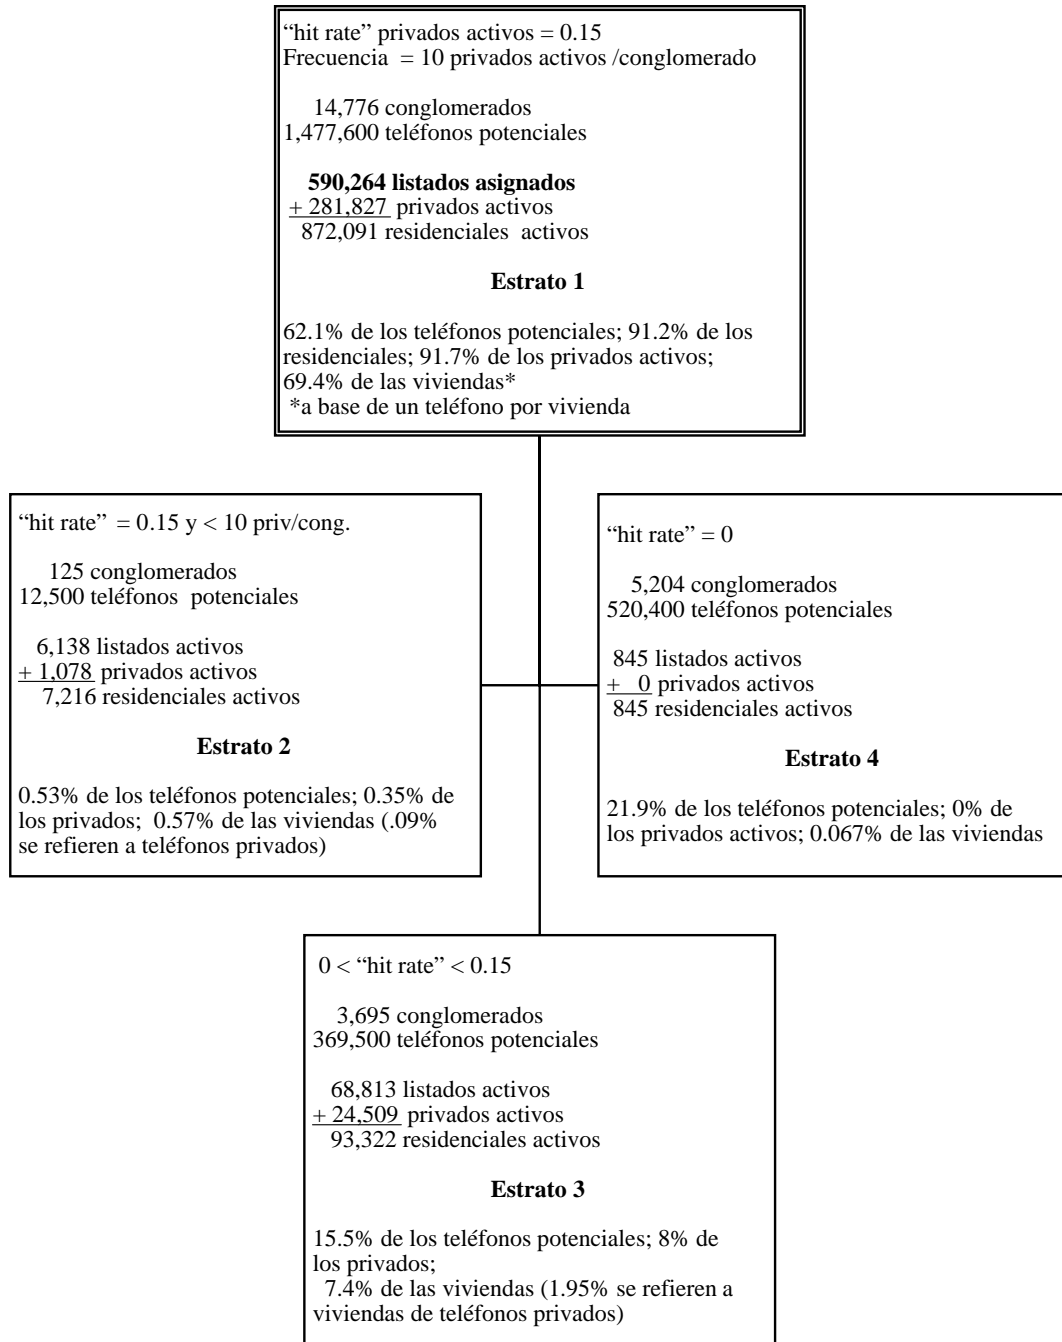 “hit rate” privados activos = 0.15
Frecuencia = 10 privados activos /conglomerado
14,776 conglomerados
1,477,600 teléfonos potenciales
590,264 listados asignados
+ 281,827 privados activos
872,091 residenciales activos
Estrato 1
62.1% de los teléfonos potenciales; 91.2% de los
residenciales; 91.7% de los privados activos;
69.4% de las viviendas*
*a base de un teléfono por vivienda
“hit rate” = 0.15 y < 10 priv/cong.
125 conglomerados
12,500 teléfonos potenciales
6,138 listados activos
+ 1,078 privados activos
7,216 residenciales activos
Estrato 2
0.53% de los teléfonos potenciales; 0.35% de
los privados; 0.57% de las viviendas (.09%
se refieren a teléfonos privados)
“hit rate” = 0
5,204 conglomerados
520,400 teléfonos potenciales
845 listados activos
+ 0 privados activos
845 residenciales activos
Estrato 4
21.9% de los teléfonos potenciales; 0% de
los privados activos; 0.067% de las viviendas
0 < “hit rate” < 0.15
3,695 conglomerados
369,500 teléfonos potenciales
68,813 listados activos
+ 24,509 privados activos
93,322 residenciales activos
Estrato 3
15.5% de los teléfonos potenciales; 8% de
los privados;
7.4% de las viviendas (1.95% se refieren a
viviendas de teléfonos privados)